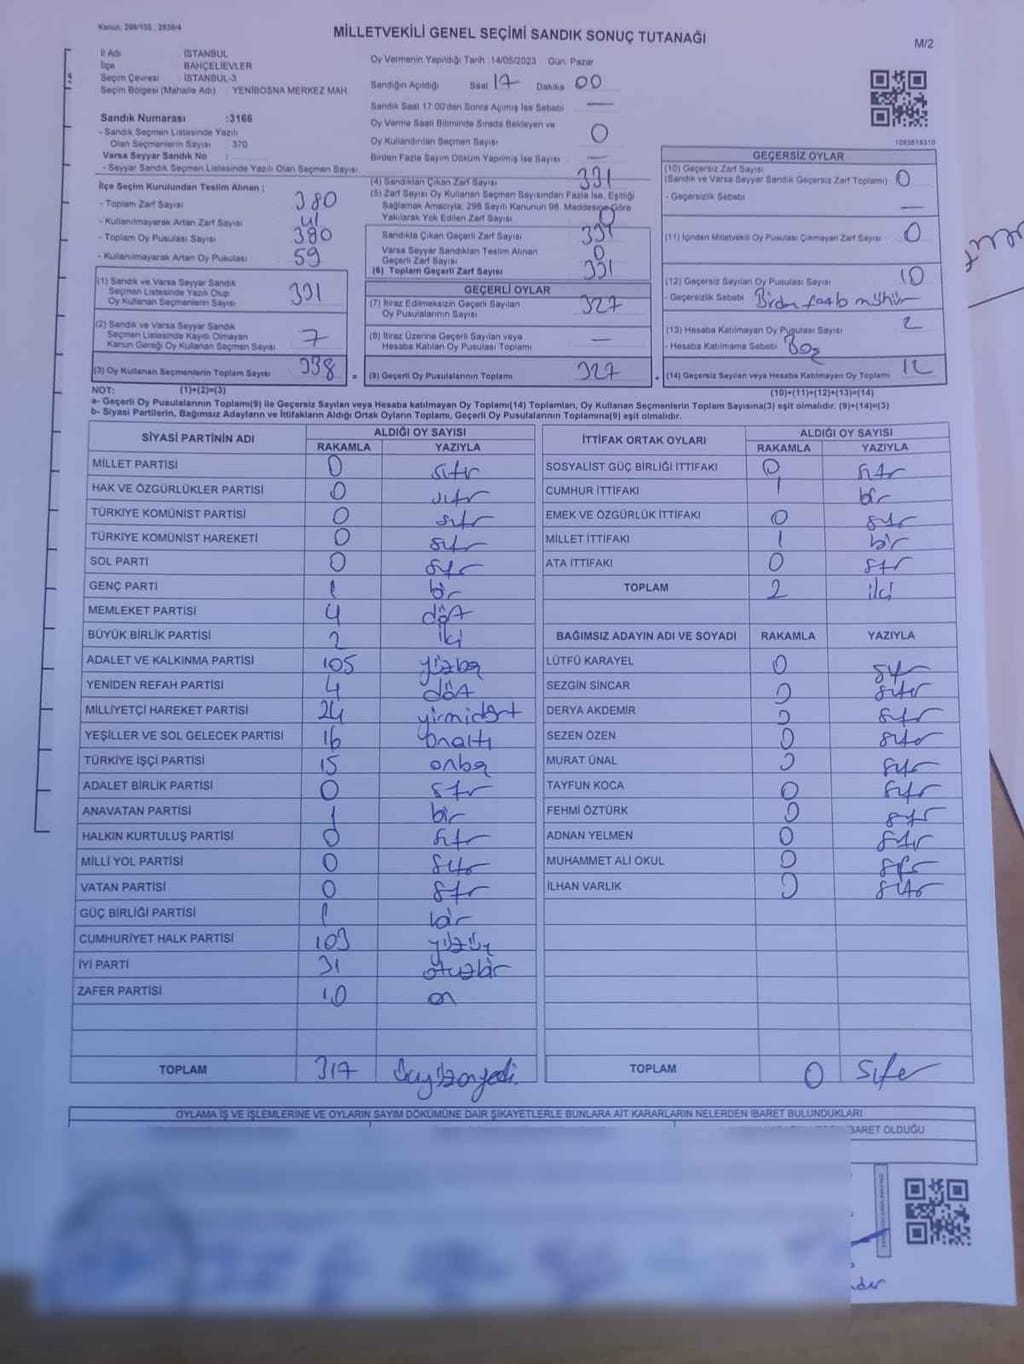 Kanun: 298/105, 2839/4
MİLLETVEKİLİ GENEL SEÇİMİ SANDIK SONUÇ TUTANAĞI
M/2
İl Adı İSTANBUL
İlçe BAHÇELİEVLER
Seçim Çevresi İSTANBUL-3
Seçim Bölgesi (Mahalle Adı) : YENİBOSNA MERKEZ MAH.
Sandık Numarası :3166
- Sandık Seçmen Listesinde Yazılı
Olan Seçmenlerin Sayısı : 370
Varsa Seyyar Sandık No :
- Seyyar Sandık Seçmen Listesinde Yazılı Olan Seçmen Sayısı
Oy Vermenin Yapıldığı Tarih 14/05/2023 Gün: Pazar
Sandığın Açıldığı Saat 17 Dakika 00
Sandık Saat 17:00'den Sonra Açılmış İse Sebebi —
Oy Verme Saati Bitiminde Sırada Bekleyen ve
Oy Kullandırılan Seçmen Sayısı 0
Birden Fazla Sayım Döküm Yapılmış İse Sayısı —
İlçe Seçim Kurulundan Teslim Alınan ;
- Toplam Zarf Sayısı 380
- Kullanılmayarak Artan Zarf Sayısı 41
- Toplam Oy Pusulası Sayısı 380
- Kullanılmayarak Artan Oy Pusulası 59
(1) Sandık ve Varsa Seyyar Sandık
Seçmen Listesinde Yazılı Olup
Oy Kullanan Seçmenlerin Sayısı 331
(2) Sandık ve Varsa Seyyar Sandık
Seçmen Listesinde Kayıtlı Olmayan
Kanun Gereği Oy Kullanan Seçmen Sayısı 7
(3) Oy Kullanan Seçmenlerin Toplam Sayısı 338
(4) Sandıktan Çıkan Zarf Sayısı 331
(5) Zarf Sayısı Oy Kullanan Seçmen Sayısından Fazla İse, Eşitliği
Sağlamak Amacıyla, 298 Sayılı Kanunun 98. Maddesine Göre
Yakılarak Yok Edilen Zarf Sayısı 0
Sandıkta Çıkan Geçerli Zarf Sayısı 331
Varsa Seyyar Sandıktan Teslim Alınan
Geçerli Zarf Sayısı 0
(6) Toplam Geçerli Zarf Sayısı 331
GEÇERLİ OYLAR
(7) İtiraz Edilmeksizin Geçerli Sayılan
Oy Pusulalarının Sayısı 327
(8) İtiraz Üzerine Geçerli Sayılan veya
Hesaba Katılan Oy Pusulası Toplamı —
= (9) Geçerli Oy Pusulalarının Toplamı 327
1083618310
GEÇERSİZ OYLAR
(10) Geçersiz Zarf Sayısı
(Sandık ve Varsa Seyyar Sandık Geçersiz Zarf Toplamı) 0
- Geçersizlik Sebebi —
(11) İçinden Milletvekili Oy Pusulası Çıkmayan Zarf Sayısı 0
(12) Geçersiz Sayılan Oy Pusulası Sayısı 10
- Geçersizlik Sebebi Birden fazla mühür
(13) Hesaba Katılmayan Oy Pusulası Sayısı 2
- Hesaba Katılmama Sebebi Boş
+ (14) Geçersiz Sayılan veya Hesaba Katılmayan Oy Toplamı 12
NOT: (1)+(2)=(3) (10)+(11)+(12)+(13)=(14)
a- Geçerli Oy Pusulalarının Toplamı(9) ile Geçersiz Sayılan veya Hesaba katılmayan Oy Toplamı(14) Toplamları, Oy Kullanan Seçmenlerin Toplam Sayısına(3) eşit olmalıdır. (9)+(14)=(3)
b- Siyasi Partilerin, Bağımsız Adayların ve İttifakların Aldığı Ortak Oyların Toplamı, Geçerli Oy Pusulalarının Toplamına(9) eşit olmalıdır.
SİYASİ PARTİNİN ADI ALDIĞI OY SAYISI
RAKAMLA YAZIYLA
MİLLET PARTİSİ 0 sıfır
HAK VE ÖZGÜRLÜKLER PARTİSİ 0 sıfır
TÜRKİYE KOMÜNİST PARTİSİ 0 sıfır
TÜRKİYE KOMÜNİST HAREKETİ 0 sıfır
SOL PARTİ 0 sıfır
GENÇ PARTİ 1 bir
MEMLEKET PARTİSİ 4 döt
BÜYÜK BİRLİK PARTİSİ 2 iki
ADALET VE KALKINMA PARTİSİ 105 yüzbeş
YENİDEN REFAH PARTİSİ 4 döt
MİLLİYETÇİ HAREKET PARTİSİ 24 yirmidört
YEŞİLLER VE SOL GELECEK PARTİSİ 16 onaltı
TÜRKİYE İŞÇİ PARTİSİ 15 onbeş
ADALET BİRLİK PARTİSİ 0 sıfır
ANAVATAN PARTİSİ 1 bir
HALKIN KURTULUŞ PARTİSİ 0 sıfır
MİLLİ YOL PARTİSİ 0 sıfır
VATAN PARTİSİ 0 sıfır
GÜÇ BİRLİĞİ PARTİSİ 1 bir
CUMHURİYET HALK PARTİSİ 103 yüzüç
İYİ PARTİ 31 otuzbir
ZAFER PARTİSİ 10 on
TOPLAM 317
İTTİFAK ORTAK OYLARI ALDIĞI OY SAYISI
RAKAMLA YAZIYLA
SOSYALİST GÜÇ BİRLİĞİ İTTİFAKI 0 sıfır
CUMHUR İTTİFAKI 1 bir
EMEK VE ÖZGÜRLÜK İTTİFAKI 0 sıfır
MİLLET İTTİFAKI 1 bir
ATA İTTİFAKI 0 sıfır
TOPLAM 2 iki
BAĞIMSIZ ADAYIN ADI VE SOYADI RAKAMLA YAZIYLA
LÜTFÜ KARAYEL 0 sıfır
SEZGİN SİNCAR 0 sıfır
DERYA AKDEMİR 0 sıfır
SEZEN ÖZEN 0 sıfır
MURAT ÜNAL 0 sıfır
TAYFUN KOCA 0 sıfır
FEHMİ ÖZTÜRK 0 sıfır
ADNAN YELMEN 0 sıfır
MUHAMMET ALİ OKUL 0 sıfır
İLHAN VARLIK 0 sıfır
TOPLAM 0 sıfır
OYLAMA İŞ VE İŞLEMLERİNE VE OYLARIN SAYIM DÖKÜMÜNE DAİR ŞİKAYETLERLE BUNLARA AİT KARARLARIN NELERDEN İBARET BULUNDUKLARI
BARET OLDUĞU